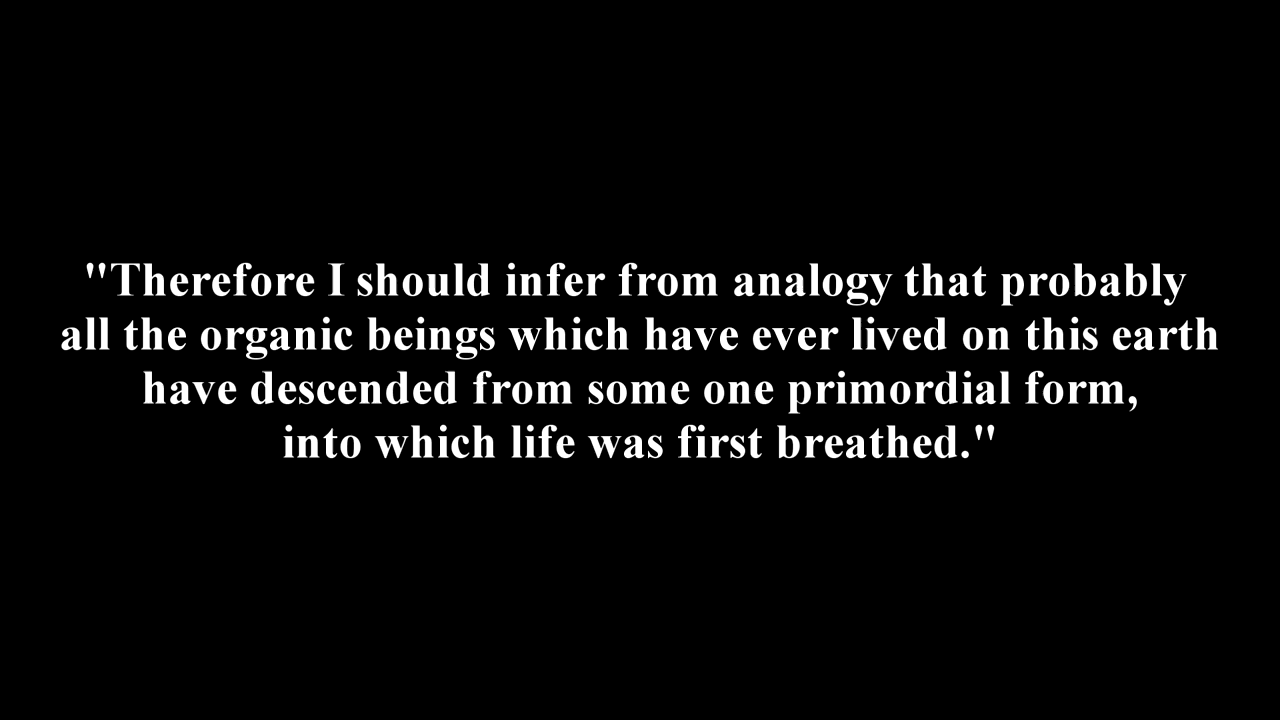 "Therefore I should infer from analogy that probably
all the organic beings which have ever lived on this earth
have descended from some one primordial form,
into which life was first breathed."